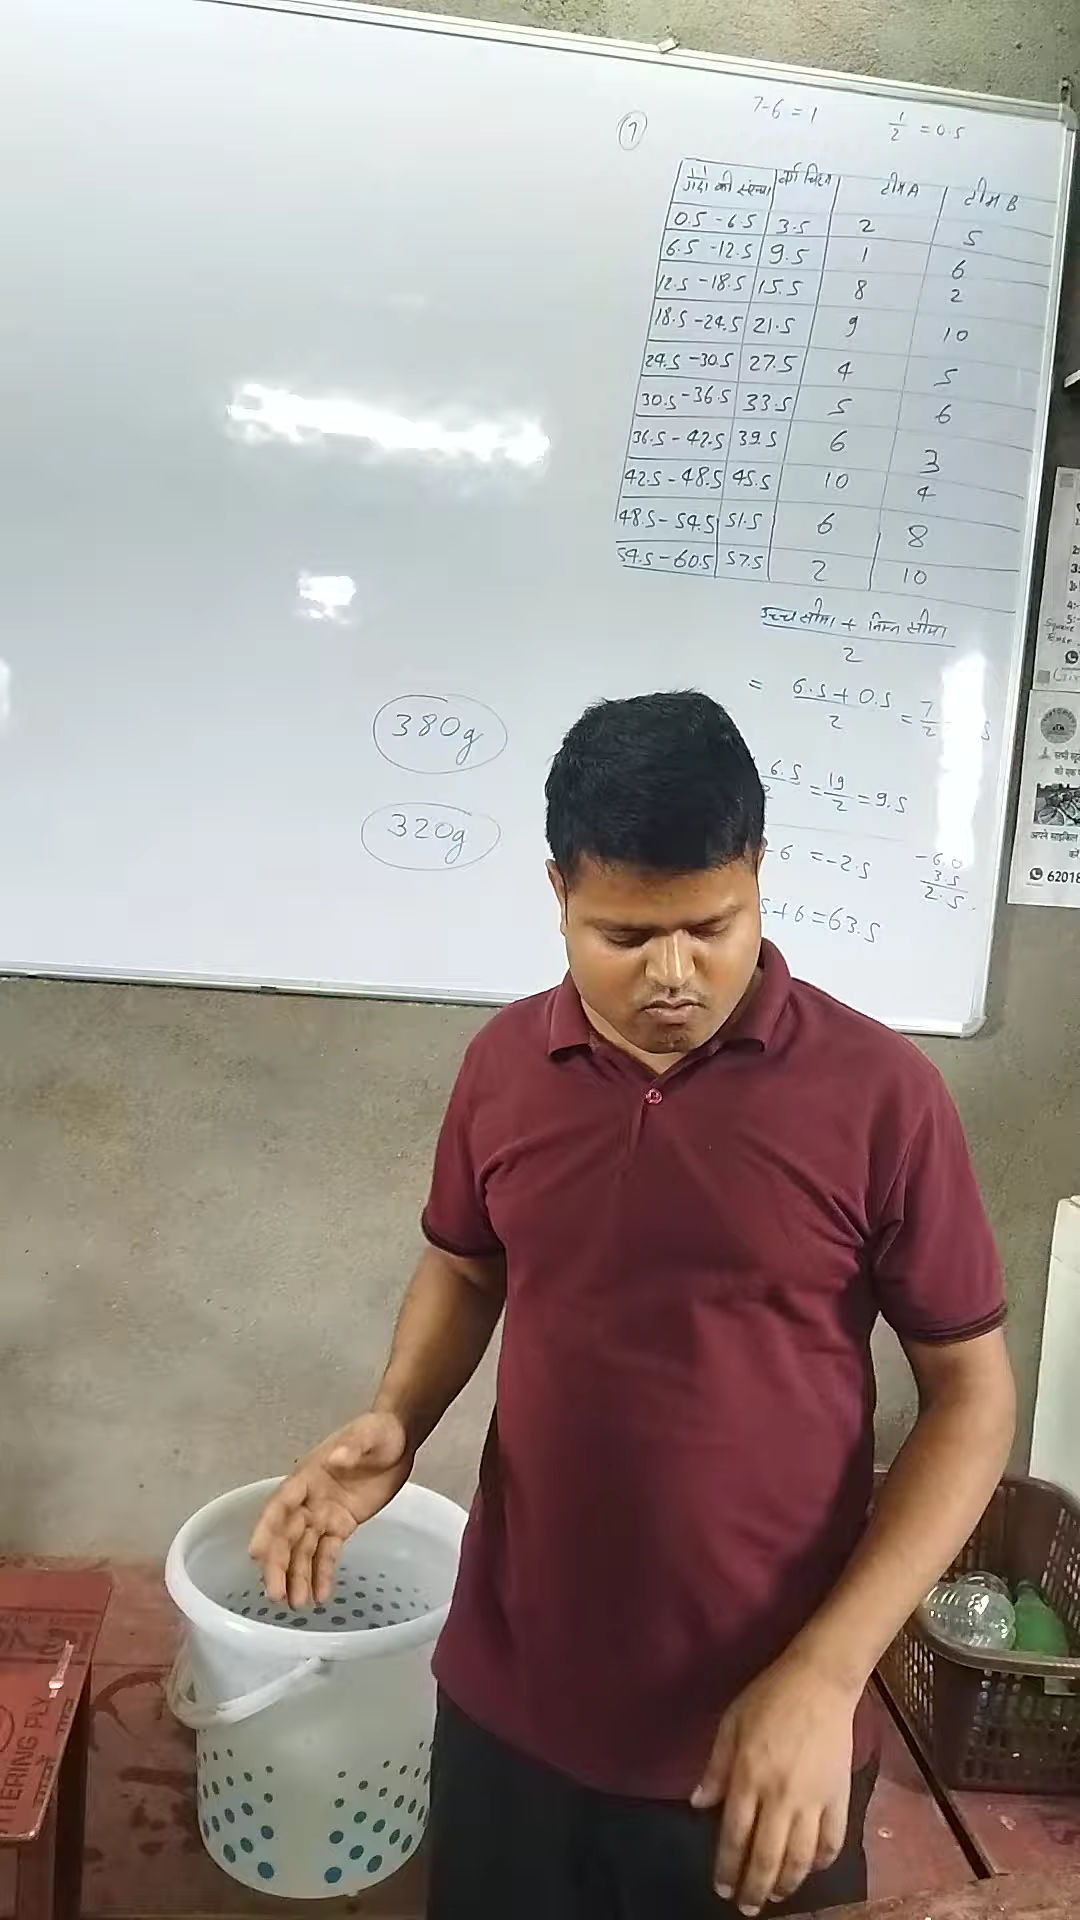 7-6=1
1/2 = 0.5
7
गेंदों की संख्या वर्ग चिह्न टीम A टीम B
0.5-6.5 3.5 2 5
6.5-12.5 9.5 1 6
12.5-18.5 15.5 8 2
18.5-24.5 21.5 9 10
24.5-30.5 27.5 4 5
30.5-36.5 33.5 5 6
36.5-42.5 39.5 6 3
42.5-48.5 45.5 10 4
48.5-54.5 51.5 6 8
54.5-60.5 57.5 2 10
उच्च सीमा + निम्न सीमा
2
= 6.5+0.5/2 = 7/2
6.5 = 19/2 = 9.5
-6 = -2.5
-6.0
3.5
2.5
5+6=63.5
380g
320g
62018